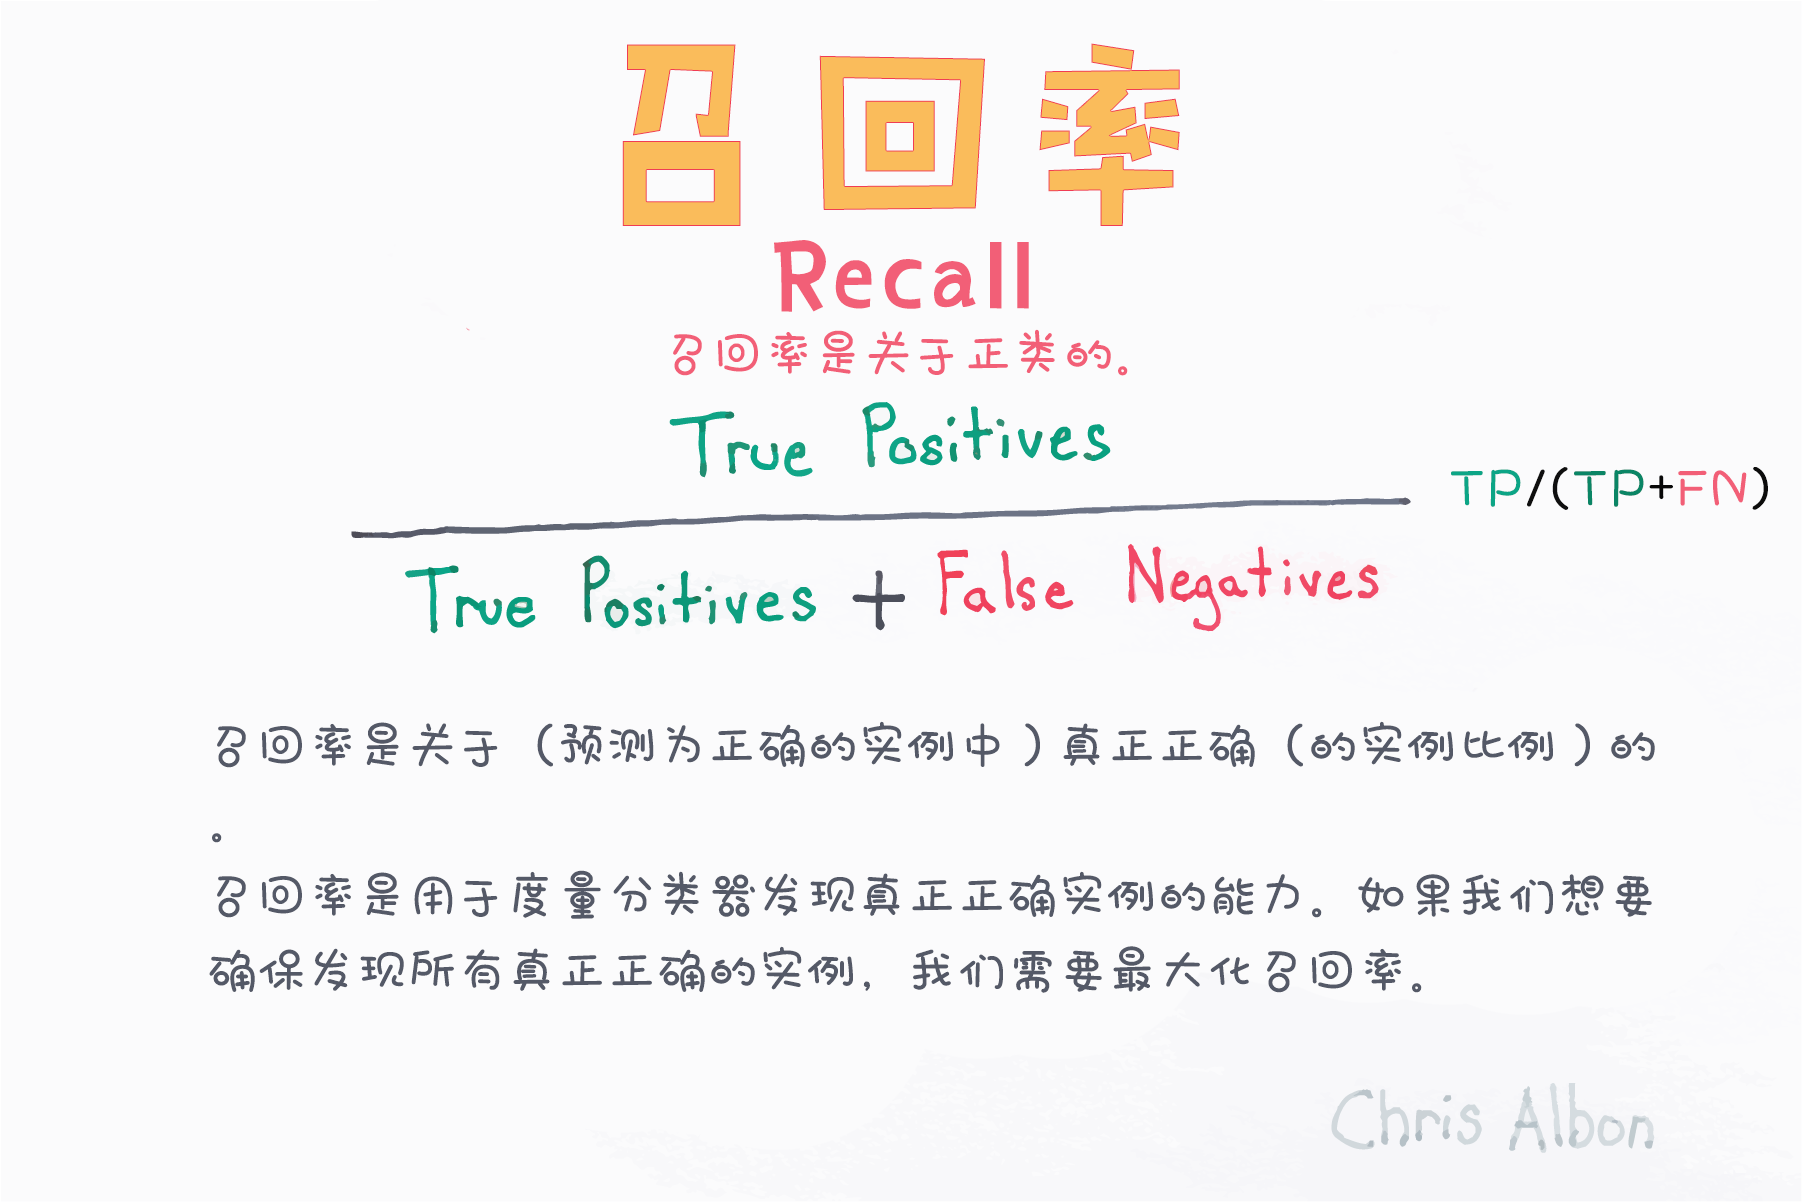 召回率
Recall
召回率是关于正类的。
True Positives
TP/(TP+FN)
True Positives + False Negatives
召回率是关于（预测为正确的实例中）真正正确（的实例比例）的
。
召回率是用于度量分类器发现真正正确实例的能力。如果我们想要
确保发现所有真正正确的实例，我们需要最大化召回率。
Chris Albon